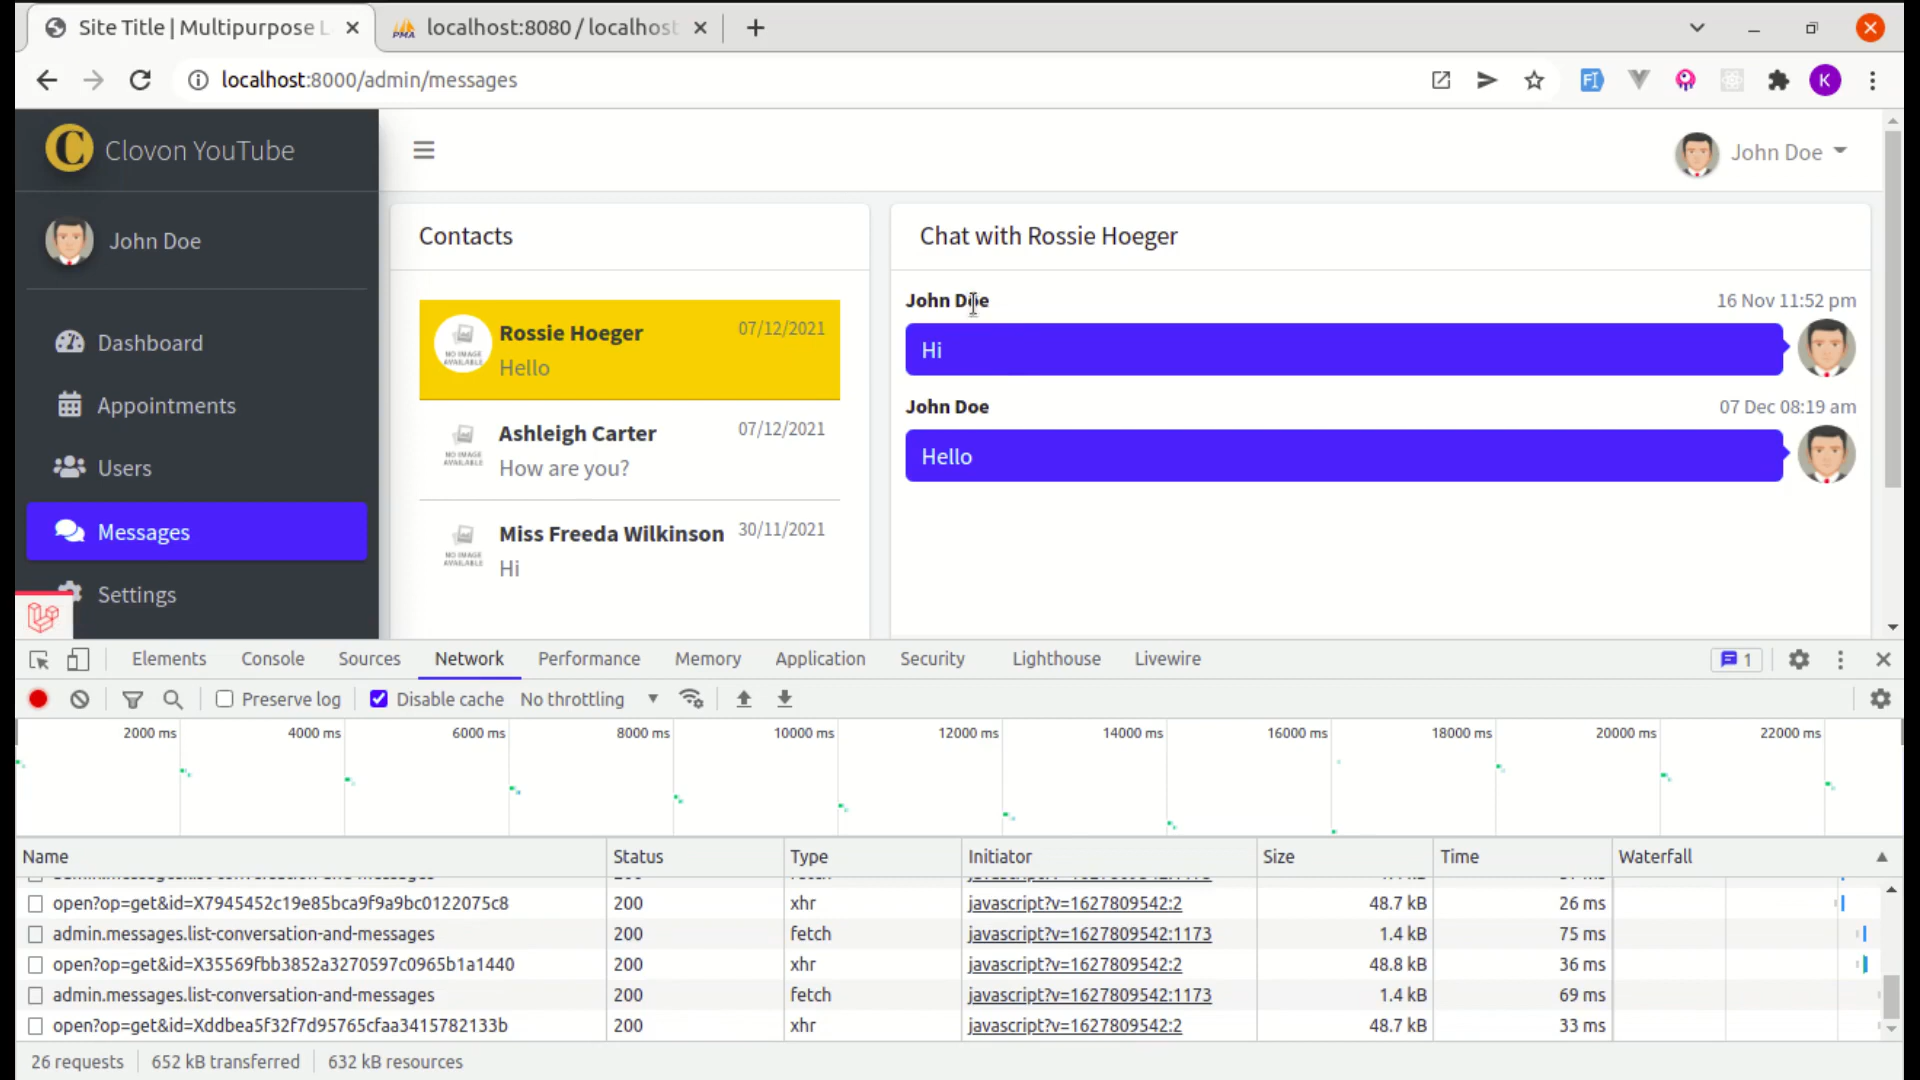 Site Title | Multipurpose L
localhost:8080 / localhost
localhost:8000/admin/messages
K
C Clovon YouTube
John Doe
John Doe
Dashboard
Appointments
Users
Messages
Settings
Contacts
Rossie Hoeger 07/12/2021
Hello
Ashleigh Carter 07/12/2021
How are you?
Miss Freeda Wilkinson 30/11/2021
Hi
NO IMAGE AVAILABLE
NO IMAGE AVAILABLE
NO IMAGE AVAILABLE
Chat with Rossie Hoeger
John Doe 16 Nov 11:52 pm
Hi
John Doe 07 Dec 08:19 am
Hello
Elements Console Sources Network Performance Memory Application Security Lighthouse Livewire 1
Preserve log Disable cache No throttling
2000 ms 4000 ms 6000 ms 8000 ms 10000 ms 12000 ms 14000 ms 16000 ms 18000 ms 20000 ms 22000 ms
Name Status Type Initiator Size Time Waterfall
open?op=get&id=X7945452c19e85bca9f9a9bc0122075c8 200 xhr javascript?v=1627809542:2 48.7 kB 26 ms
admin.messages.list-conversation-and-messages 200 fetch javascript?v=1627809542:1173 1.4 kB 75 ms
open?op=get&id=X35569fbb3852a3270597c0965b1a1440 200 xhr javascript?v=1627809542:2 48.8 kB 36 ms
admin.messages.list-conversation-and-messages 200 fetch javascript?v=1627809542:1173 1.4 kB 69 ms
open?op=get&id=Xddbea5f32f7d95765cfaa3415782133b 200 xhr javascript?v=1627809542:2 48.7 kB 33 ms
26 requests 652 kB transferred 632 kB resources